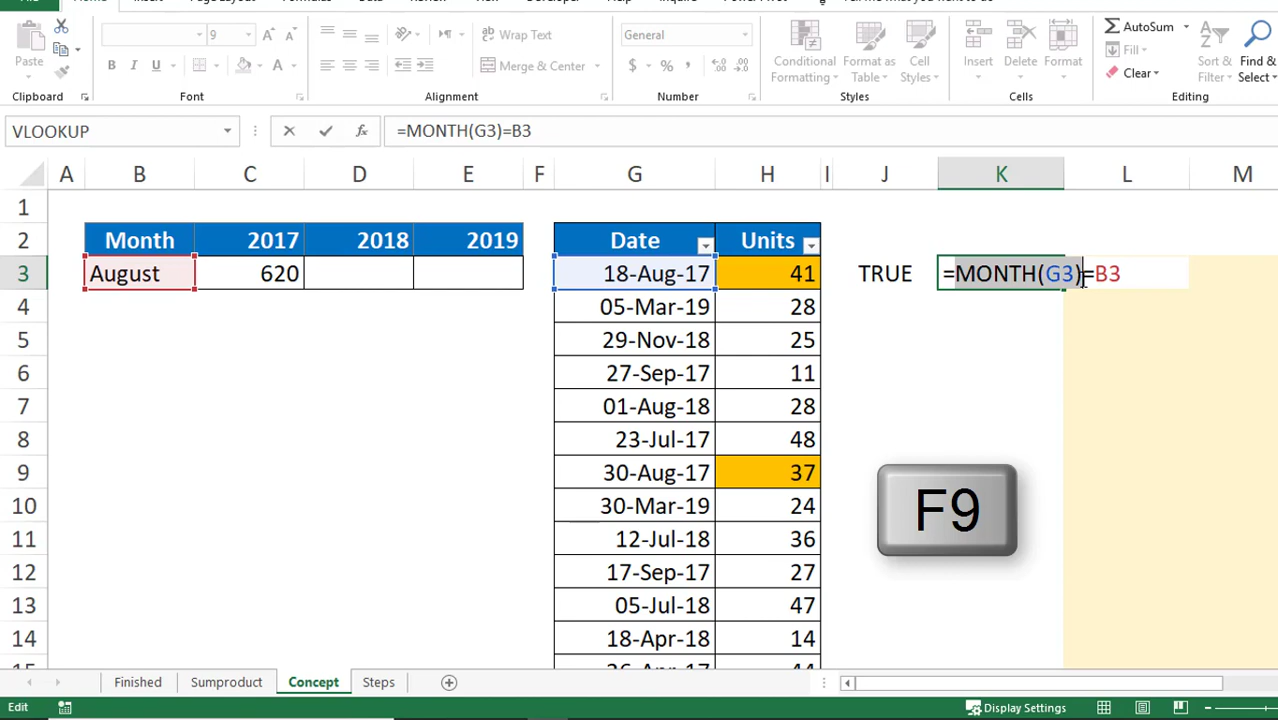 9
General
Wrap Text
Merge & Center
Paste
B I U
$ % ,
Conditional Formatting
Format as Table
Cell Styles
Insert
Delete
Format
AutoSum
Fill
Clear
Sort & Filter
Find & Select
Clipboard
Font
Alignment
Number
Styles
Cells
Editing
VLOOKUP
fx
=MONTH(G3)=B3
A B C D E F G H I J K L M
1
2 Month 2017 2018 2019 Date Units
3 August 620 18-Aug-17 41 TRUE =MONTH(G3)=B3
4 05-Mar-19 28
5 29-Nov-18 25
6 27-Sep-17 11
7 01-Aug-18 28
8 23-Jul-17 48
9 30-Aug-17 37
10 30-Mar-19 24
F9
11 12-Jul-18 36
12 17-Sep-17 27
13 05-Jul-18 47
14 18-Apr-18 14
Finished Sumproduct Concept Steps
Edit
Display Settings